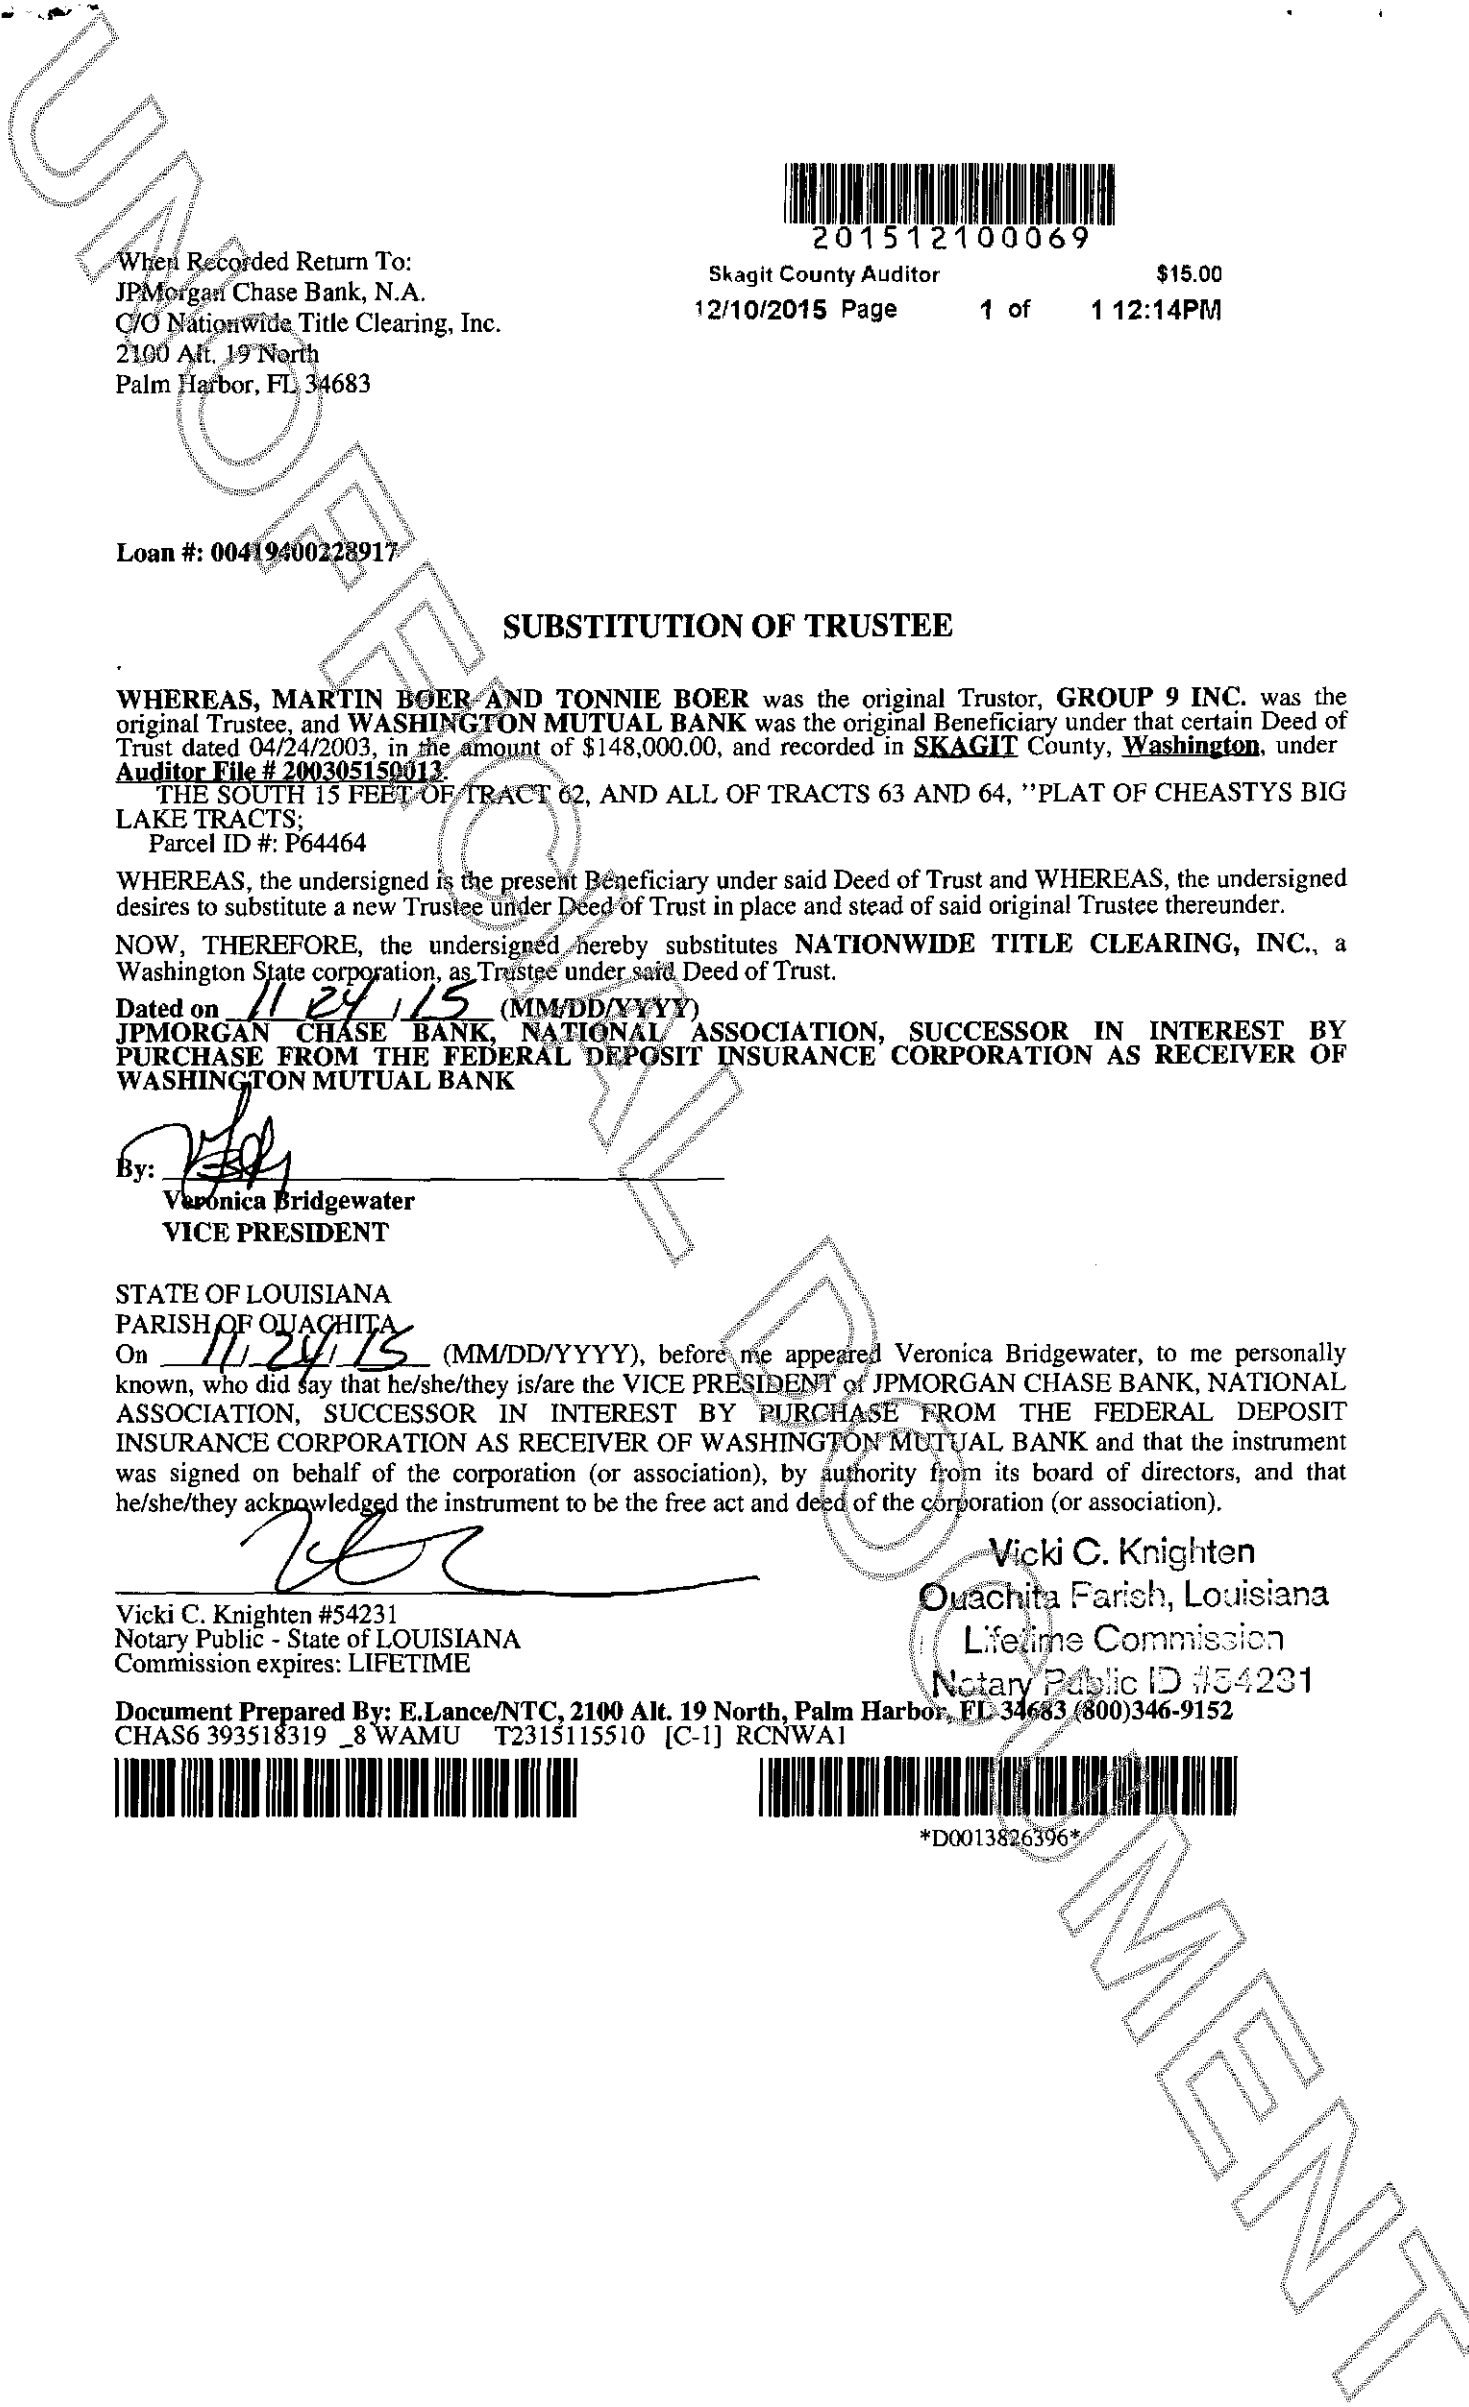 201512100069
Skagit County Auditor $15.00
12/10/2015 Page 1 of 1 12:14PM
When Recorded Return To:
JPMorgan Chase Bank, N.A.
C/O Nationwide Title Clearing, Inc.
2100 Alt. 19 North
Palm Harbor, FL 34683
Loan #: 00419400228917
SUBSTITUTION OF TRUSTEE
WHEREAS, MARTIN BOER AND TONNIE BOER was the original Trustor, GROUP 9 INC. was the
original Trustee, and WASHINGTON MUTUAL BANK was the original Beneficiary under that certain Deed of
Trust dated 04/24/2003, in the amount of $148,000.00, and recorded in SKAGIT County, Washington, under
Auditor File # 200305150013.
THE SOUTH 15 FEET OF TRACT 62, AND ALL OF TRACTS 63 AND 64, ''PLAT OF CHEASTYS BIG
LAKE TRACTS;
Parcel ID #: P64464
WHEREAS, the undersigned is the present Beneficiary under said Deed of Trust and WHEREAS, the undersigned
desires to substitute a new Trustee under Deed of Trust in place and stead of said original Trustee thereunder.
NOW, THEREFORE, the undersigned hereby substitutes NATIONWIDE TITLE CLEARING, INC., a
Washington State corporation, as Trustee under said Deed of Trust.
Dated on 11/24/15 (MM/DD/YYYY)
JPMORGAN CHASE BANK, NATIONAL ASSOCIATION, SUCCESSOR IN INTEREST BY
PURCHASE FROM THE FEDERAL DEPOSIT INSURANCE CORPORATION AS RECEIVER OF
WASHINGTON MUTUAL BANK
By:
Veronica Bridgewater
VICE PRESIDENT
STATE OF LOUISIANA
PARISH OF OUACHITA
On 11/24/15 (MM/DD/YYYY), before me appeared Veronica Bridgewater, to me personally
known, who did say that he/she/they is/are the VICE PRESIDENT of JPMORGAN CHASE BANK, NATIONAL
ASSOCIATION, SUCCESSOR IN INTEREST BY PURCHASE FROM THE FEDERAL DEPOSIT
INSURANCE CORPORATION AS RECEIVER OF WASHINGTON MUTUAL BANK and that the instrument
was signed on behalf of the corporation (or association), by authority from its board of directors, and that
he/she/they acknowledged the instrument to be the free act and deed of the corporation (or association).
Vicki C. Knighten #54231
Notary Public - State of LOUISIANA
Commission expires: LIFETIME
Vicki C. Knighten
Ouachita Parish, Louisiana
Lifetime Commission
Notary Public ID #54231
Document Prepared By: E.Lance/NTC, 2100 Alt. 19 North, Palm Harbor, FL 34683 (800)346-9152
CHAS6 393518319 _8 WAMU T2315115510 [C-1] RCNWA1
*D0013826396*
UNOFFICIAL DOCUMENT